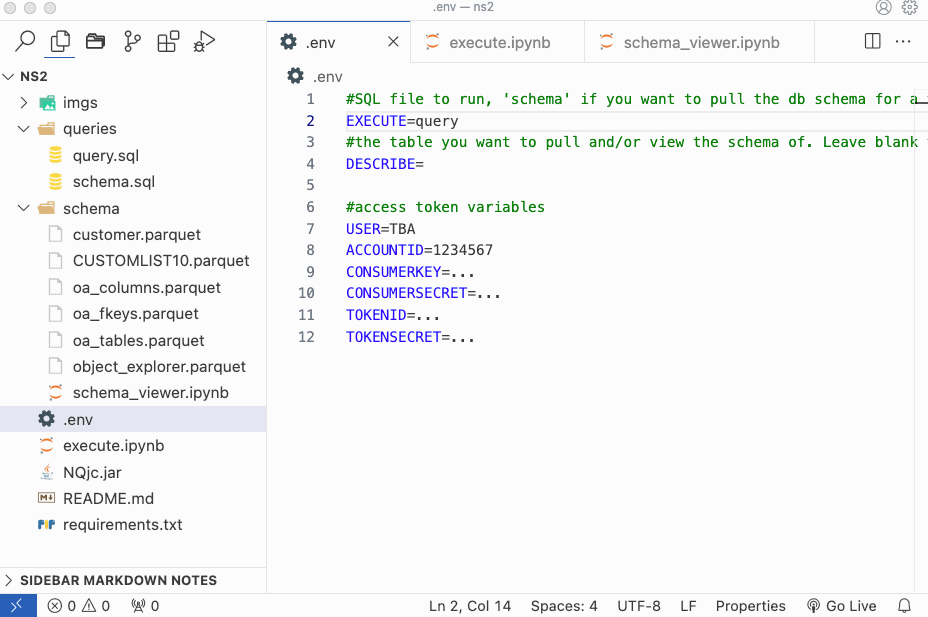 .env — ns2
.env
execute.ipynb
schema_viewer.ipynb
NS2
imgs
queries
query.sql
schema.sql
schema
customer.parquet
CUSTOMLIST10.parquet
oa_columns.parquet
oa_fkeys.parquet
oa_tables.parquet
object_explorer.parquet
schema_viewer.ipynb
.env
execute.ipynb
NQjc.jar
README.md
requirements.txt
SIDEBAR MARKDOWN NOTES
.env
1 #SQL file to run, 'schema' if you want to pull the db schema for a
2 EXECUTE=query
3 #the table you want to pull and/or view the schema of. Leave blank
4 DESCRIBE=
5
6 #access token variables
7 USER=TBA
8 ACCOUNTID=1234567
9 CONSUMERKEY=...
10 CONSUMERSECRET=...
11 TOKENID=...
12 TOKENSECRET=...
0 0 0 Ln 2, Col 14 Spaces: 4 UTF-8 LF Properties Go Live